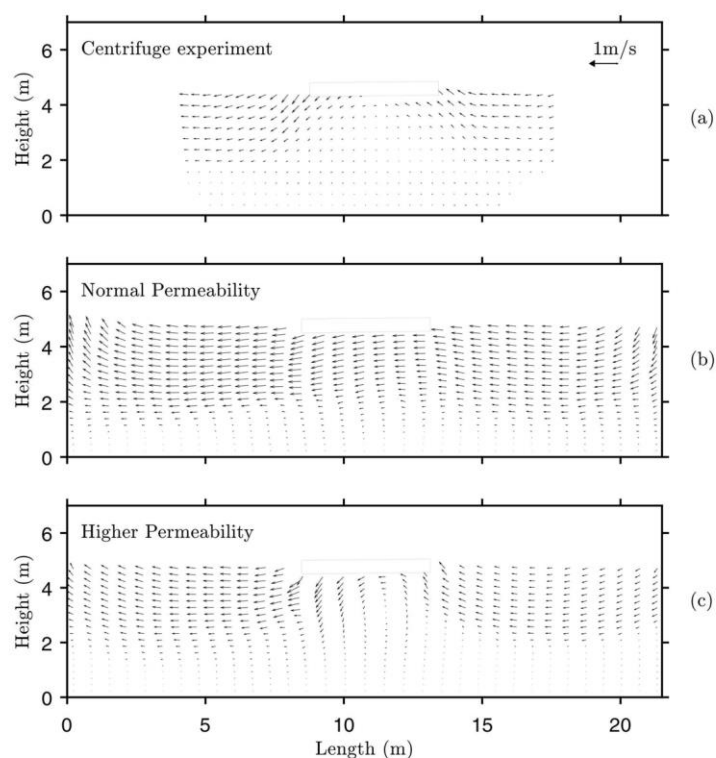 6
Centrifuge experiment
1m/s
4
2
0
Height (m)
(a)
6
Normal Permeability
4
2
0
Height (m)
(b)
6
Higher Permeability
4
2
0
Height (m)
(c)
0 5 10 15 20
Length (m)